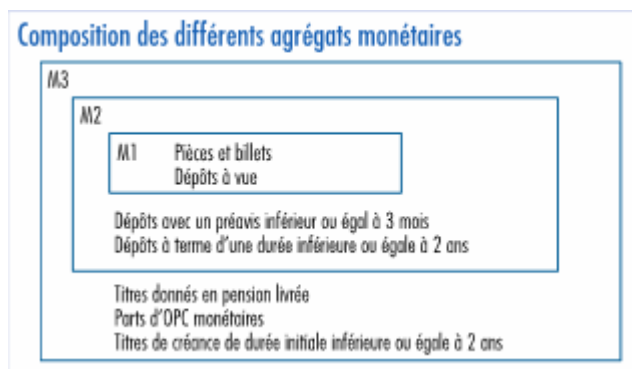 Composition des différents agrégats monétaires
M3
M2
M1 Pièces et billets
Dépôts à vue
Dépôts avec un préavis inférieur ou égal à 3 mois
Dépôts à terme d'une durée inférieure ou égale à 2 ans
Titres donnés en pension livrée
Parts d'OPC monétaires
Titres de créance de durée initiale inférieure ou égale à 2 ans